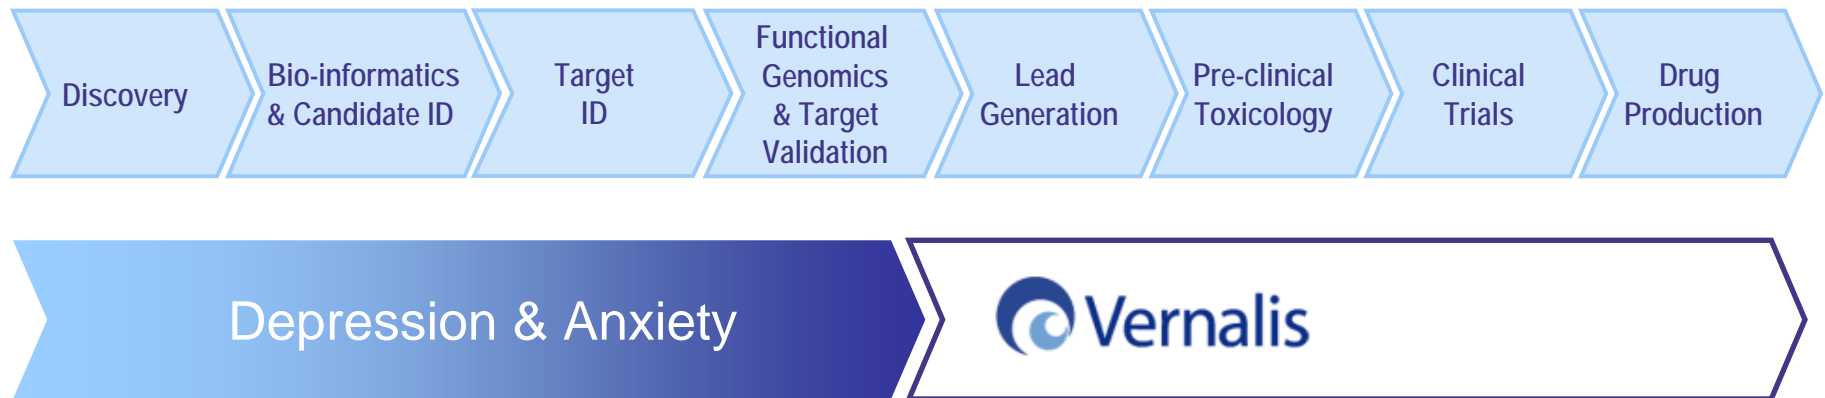 Discovery
Bio-informatics
& Candidate ID
Target
ID
Functional
Genomics
& Target
Validation
Lead
Generation
Pre-clinical
Toxicology
Clinical
Trials
Drug
Production
Depression & Anxiety
Vernalis